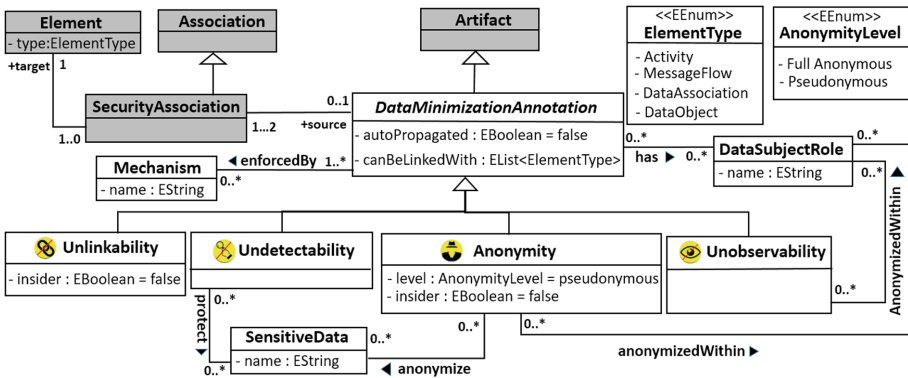 Element
- type:ElementType
Association
Artifact
<<EEnum>>
ElementType
- Activity
- MessageFlow
- DataAssociation
- DataObject
<<EEnum>>
AnonymityLevel
- Full Anonymous
- Pseudonymous
+target
1
1..0
SecurityAssociation
0..1
1...2
+source
DataMinimizationAnnotation
- autoPropagated : EBoolean = false
- canBeLinkedWith : EList<ElementType>
0..*
has
0..*
DataSubjectRole
- name : EString
0..*
0..*
Mechanism
- name : EString
enforcedBy
1..*
0..*
Unlinkability
- insider : EBoolean = false
Undetectability
Anonymity
- level : AnonymityLevel = pseudonymous
- insider : EBoolean = false
Unobservability
0..*
AnonymizedWithin
protect
0..*
0..*
SensitiveData
- name : EString
0..*
0..*
anonymize
0..*
anonymizedWithin